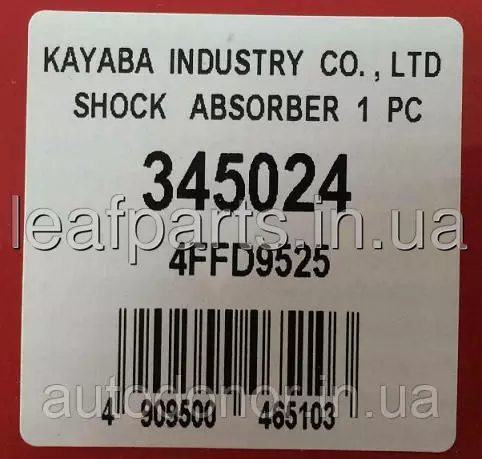 KAYABA INDUSTRY CO., LTD
SHOCK ABSORBER 1 PC
345024
leafparts.in.ua
4FFD9525
autodonor.in.ua
4 909500 465103